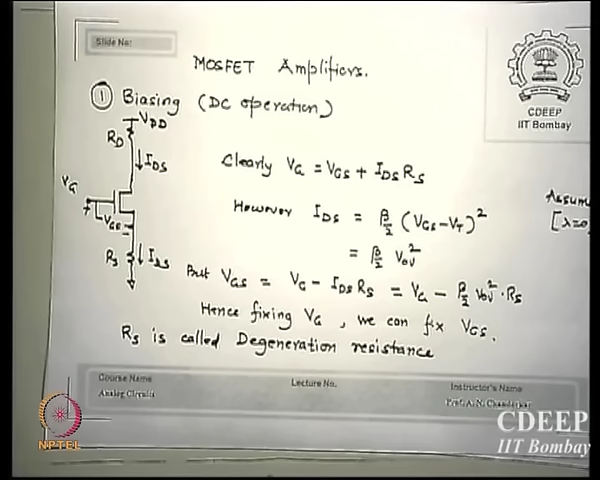 Slide No:
MOSFET Amplifiers.
CDEEP
IIT Bombay
① Biasing (DC operation)
VDD
RD
IDS
VG
VGS
RS
IDS
Clearly VG = VGS + IDS RS
However IDS = β/2 (VGS - VT)²
= β/2 Vov²
Assum
[λ=0
But VGS = VG - IDS RS = VG - β/2 Vov² · RS
Hence fixing VG, we can fix VGS.
RS is called Degeneration resistance
Course Name
Analog Circuits
Lecture No.
Instructor's Name
Prof. A. N. Chandorkar
NPTEL
CDEEP
IIT Bombay